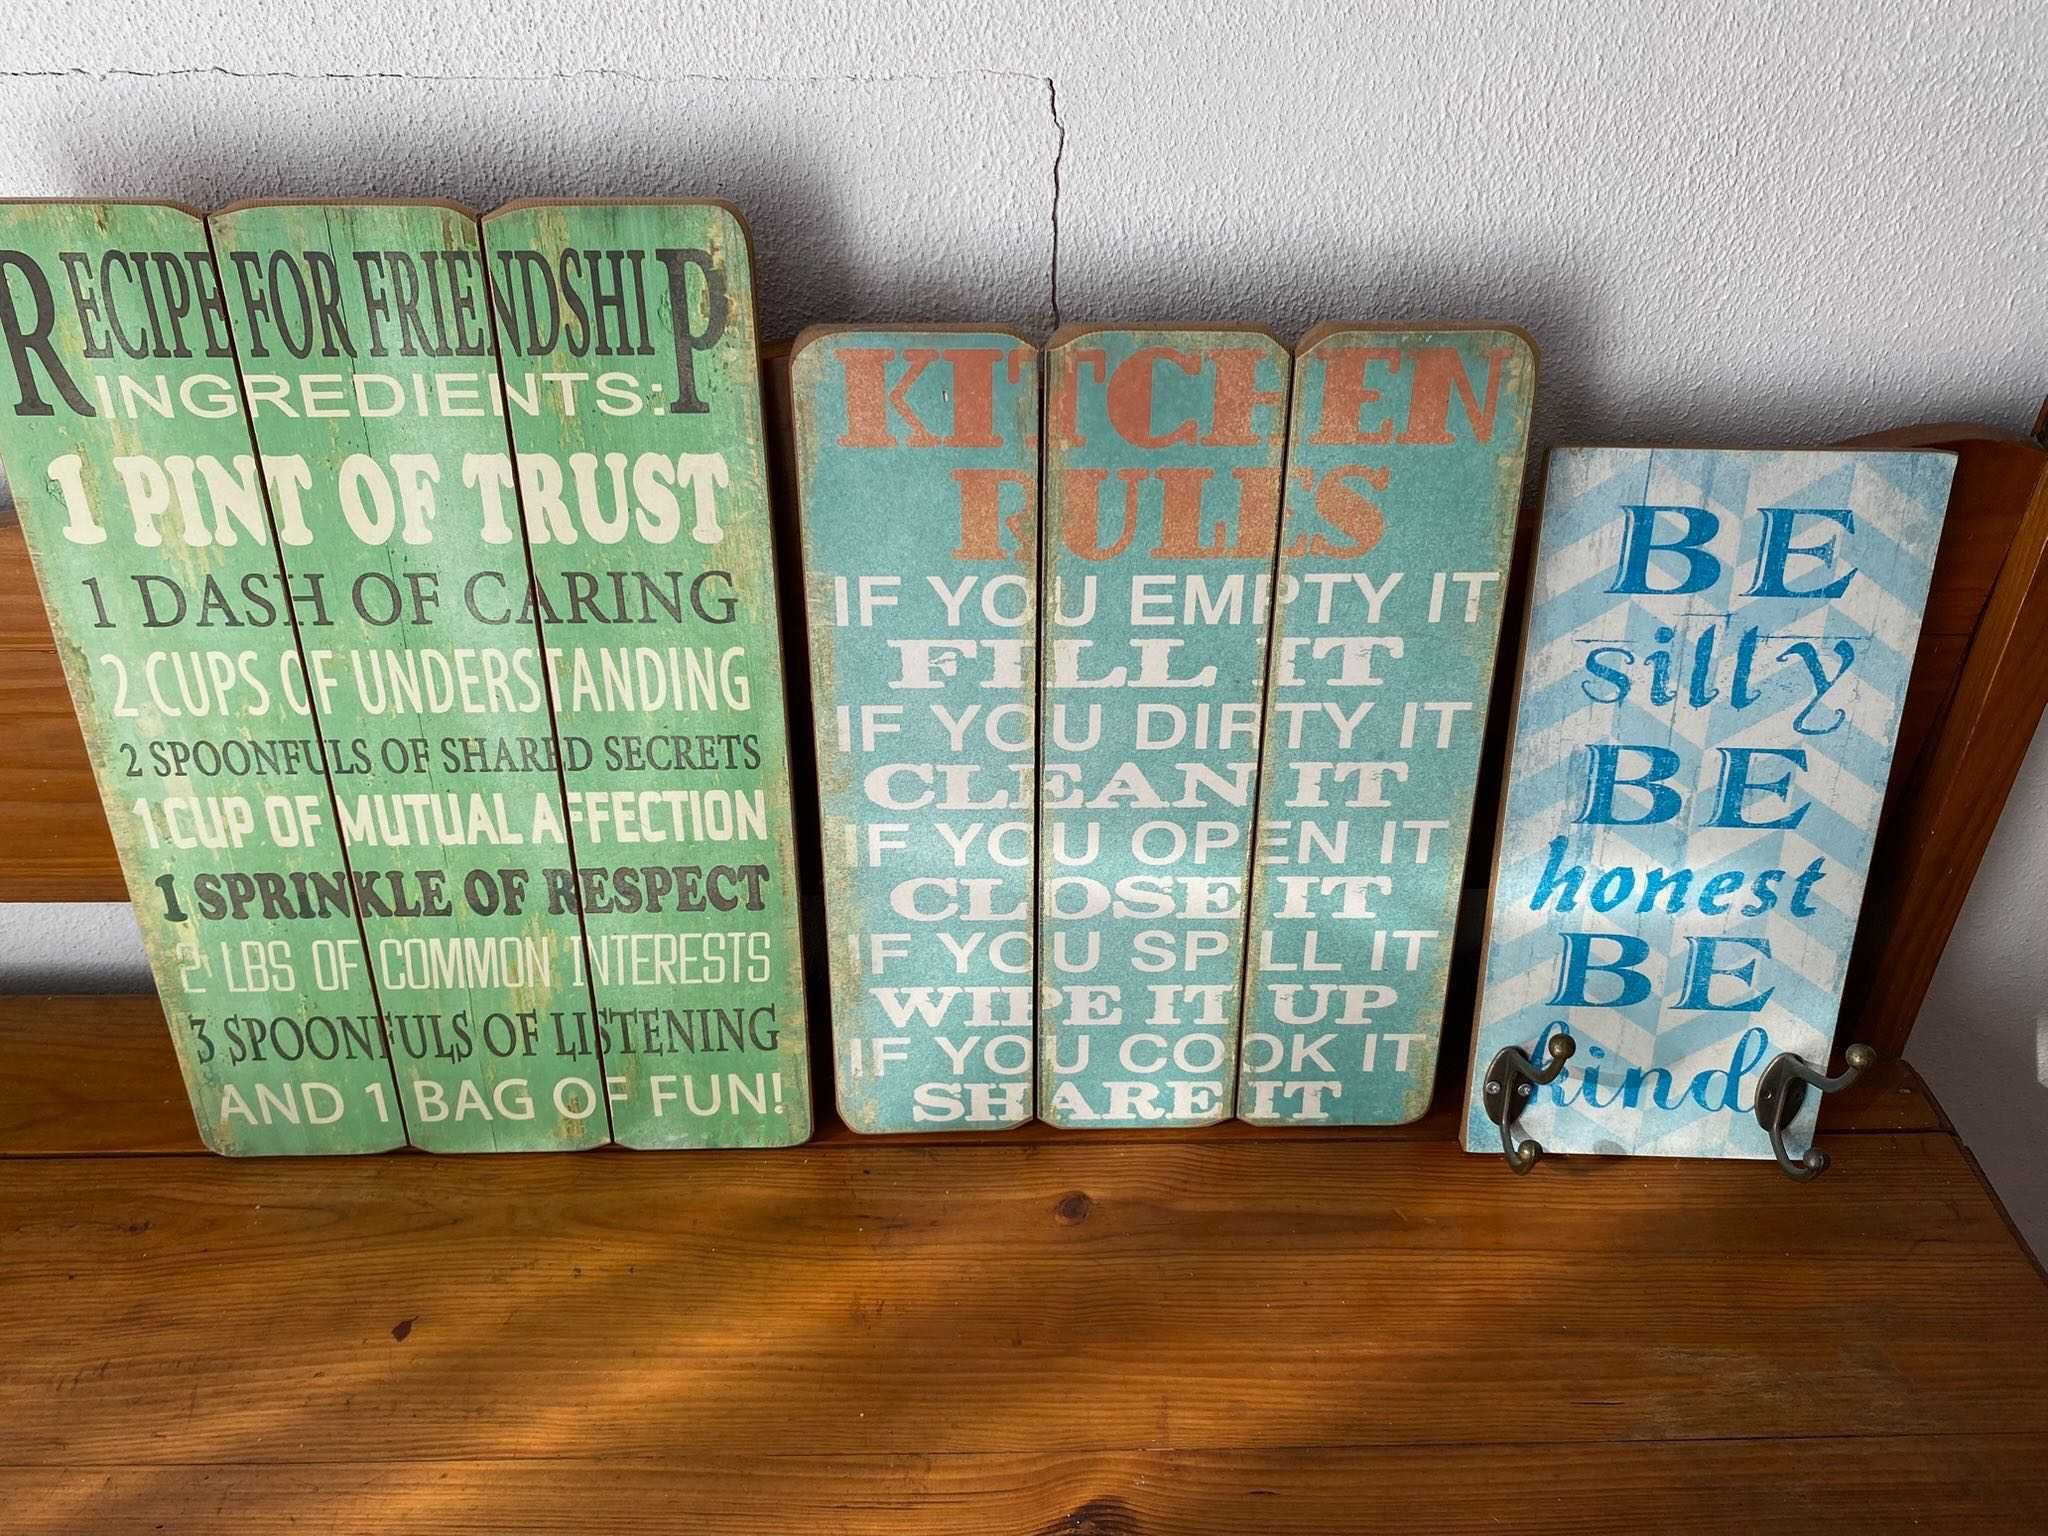 RECIPE FOR FRIENDSHIP
INGREDIENTS:
1 PINT OF TRUST
1 DASH OF CARING
2 CUPS OF UNDERSTANDING
2 SPOONFULS OF SHARED SECRETS
1 CUP OF MUTUAL AFFECTION
1 SPRINKLE OF RESPECT
2 LBS OF COMMON INTERESTS
3 SPOONFULS OF LISTENING
AND 1 BAG OF FUN!
KITCHEN
RULES
IF YOU EMPTY IT
FILL IT
IF YOU DIRTY IT
CLEAN IT
IF YOU OPEN IT
CLOSE IT
IF YOU SPILL IT
WIPE IT UP
IF YOU COOK IT
SHARE IT
BE
silly
BE
honest
BE
kind